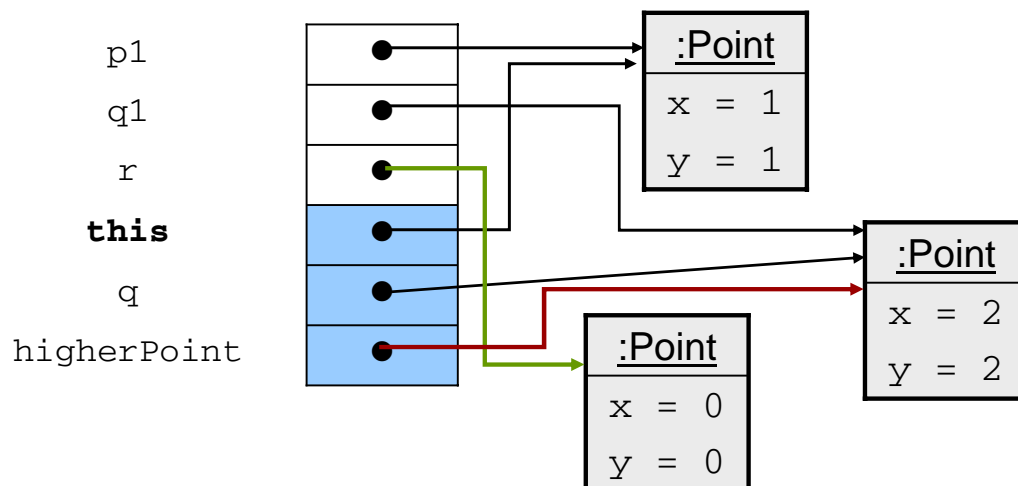 p1
q1
r
this
q
higherPoint
:Point
x = 1
y = 1
:Point
x = 2
y = 2
:Point
x = 0
y = 0